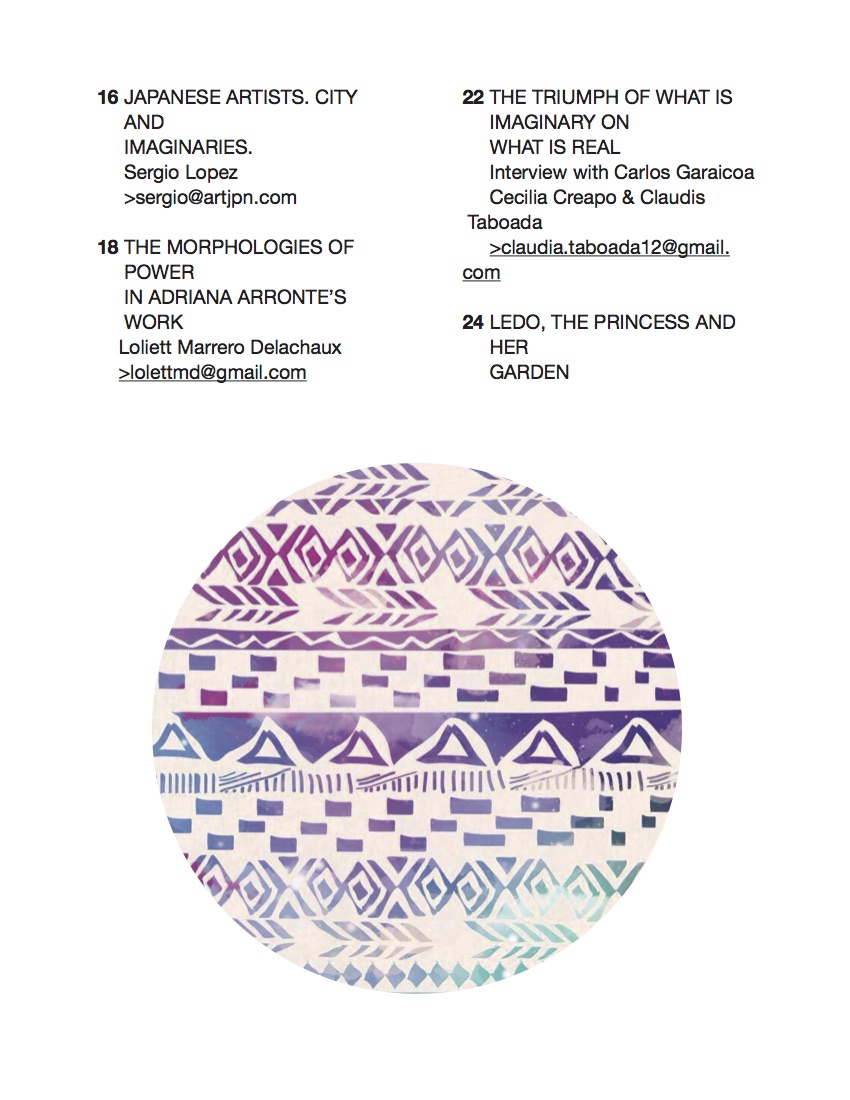 16 JAPANESE ARTISTS. CITY
AND
IMAGINARIES.
Sergio Lopez
>sergio@artjpn.com
18 THE MORPHOLOGIES OF
POWER
IN ADRIANA ARRONTE’S
WORK
Loliett Marrero Delachaux
>lolettmd@gmail.com
22 THE TRIUMPH OF WHAT IS
IMAGINARY ON
WHAT IS REAL
Interview with Carlos Garaicoa
Cecilia Creapo & Claudis
Taboada
>claudia.taboada12@gmail.
com
24 LEDO, THE PRINCESS AND
HER
GARDEN